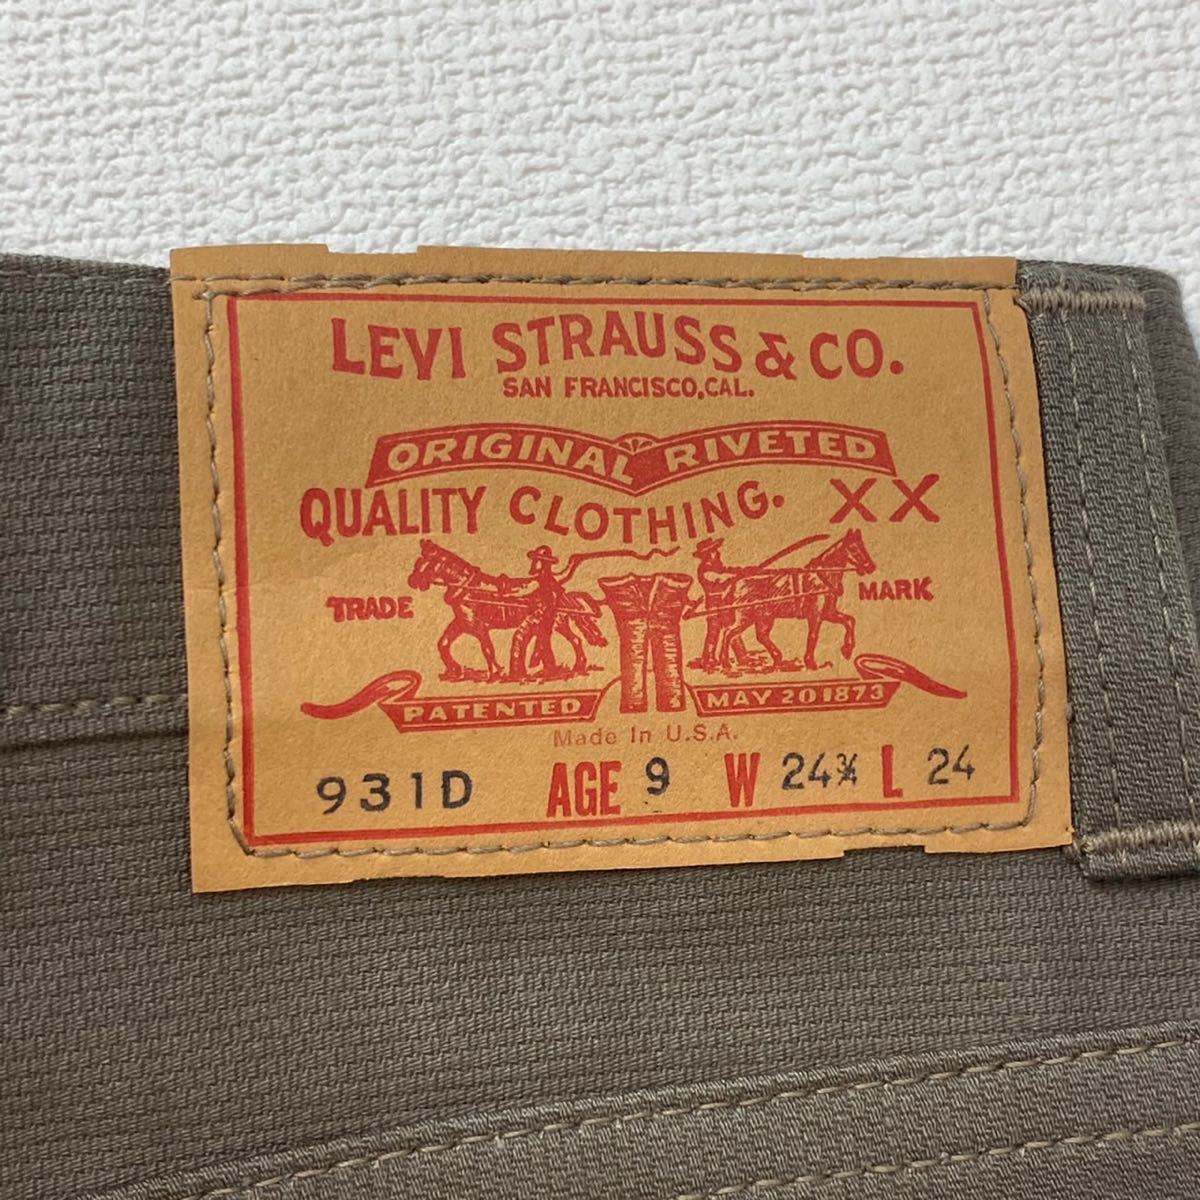 LEVI STRAUSS & CO.
SAN FRANCISCO, CAL.
ORIGINAL RIVETED
QUALITY CLOTHING. XX
TRADE MARK
PATENTED MAY 20 1873
Made In U.S.A.
931D AGE 9 W 24¾ L 24